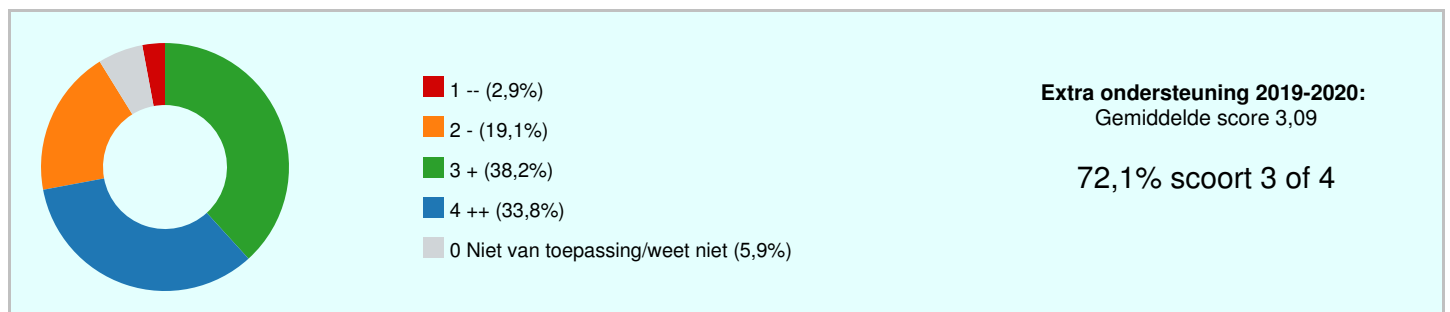 1 -- (2,9%)
2 - (19,1%)
3 + (38,2%)
4 ++ (33,8%)
0 Niet van toepassing/weet niet (5,9%)
Extra ondersteuning 2019-2020:
Gemiddelde score 3,09
72,1% scoort 3 of 4